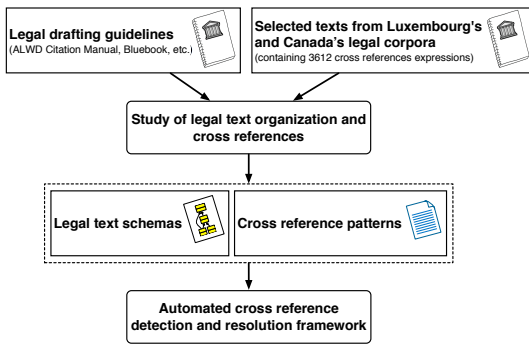 Legal drafting guidelines
(ALWD Citation Manual, Bluebook, etc.)
Selected texts from Luxembourg's
and Canada's legal corpora
(containing 3612 cross references expressions)
Study of legal text organization and
cross references
Legal text schemas
Cross reference patterns
Automated cross reference
detection and resolution framework